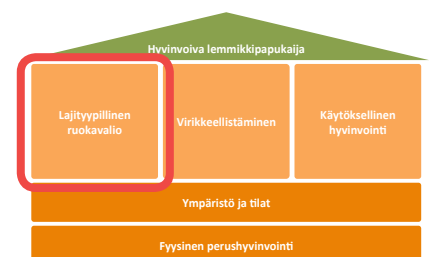 Hyvinvoiva lemmikkipapukaija
Lajityypillinen
ruokavalio
Virikkeellistäminen
Käytöksellinen
hyvinvointi
Ympäristö ja tilat
Fyysinen perushyvinvointi